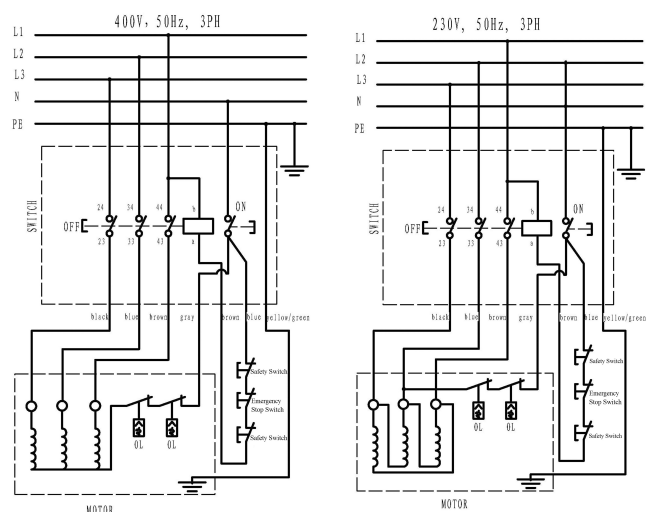 400V, 50Hz, 3PH
L1
L2
L3
N
PE
SWITCH
24 34 44 b ON
OFF
23 33 43 a
black blue brown gray brown blue yellow/green
Safety Switch
Emergency
Stop Switch
Safety Switch
OL OL
MOTOR
230V, 50Hz, 3PH
L1
L2
L3
N
PE
SWITCH
24 34 44 b ON
OFF
23 33 43 a
black blue brown gray brown blue yellow/green
Safety Switch
Emergency
Stop Switch
Safety Switch
OL OL
MOTOR